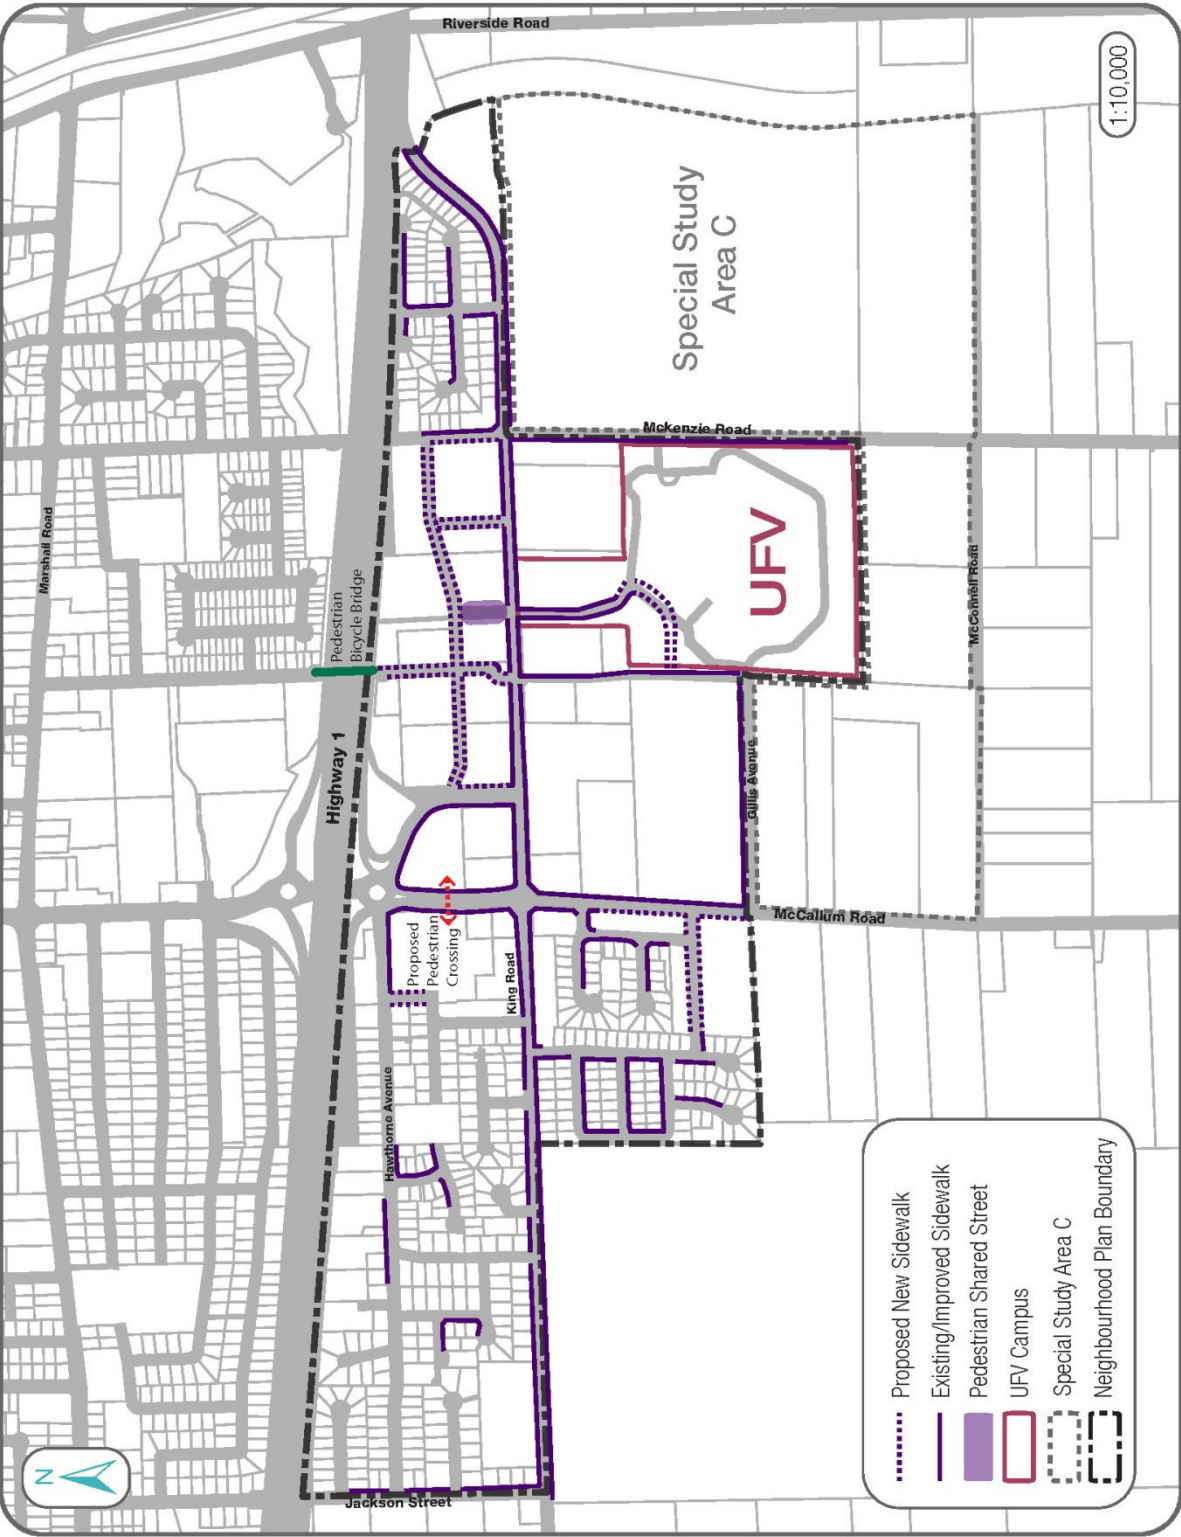 Riverside Road
Marshall Road
1:10,000
Special Study
Area C
Mckenzie Road
Pedestrian
Bicycle Bridge
UFV
McConnell Road
Highway 1
Gillis Avenue
Proposed
Pedestrian
Crossing
McCallum Road
King Road
Hawthorne Avenue
Jackson Street
N
Proposed New Sidewalk
Existing/Improved Sidewalk
Pedestrian Shared Street
UFV Campus
Special Study Area C
Neighbourhood Plan Boundary